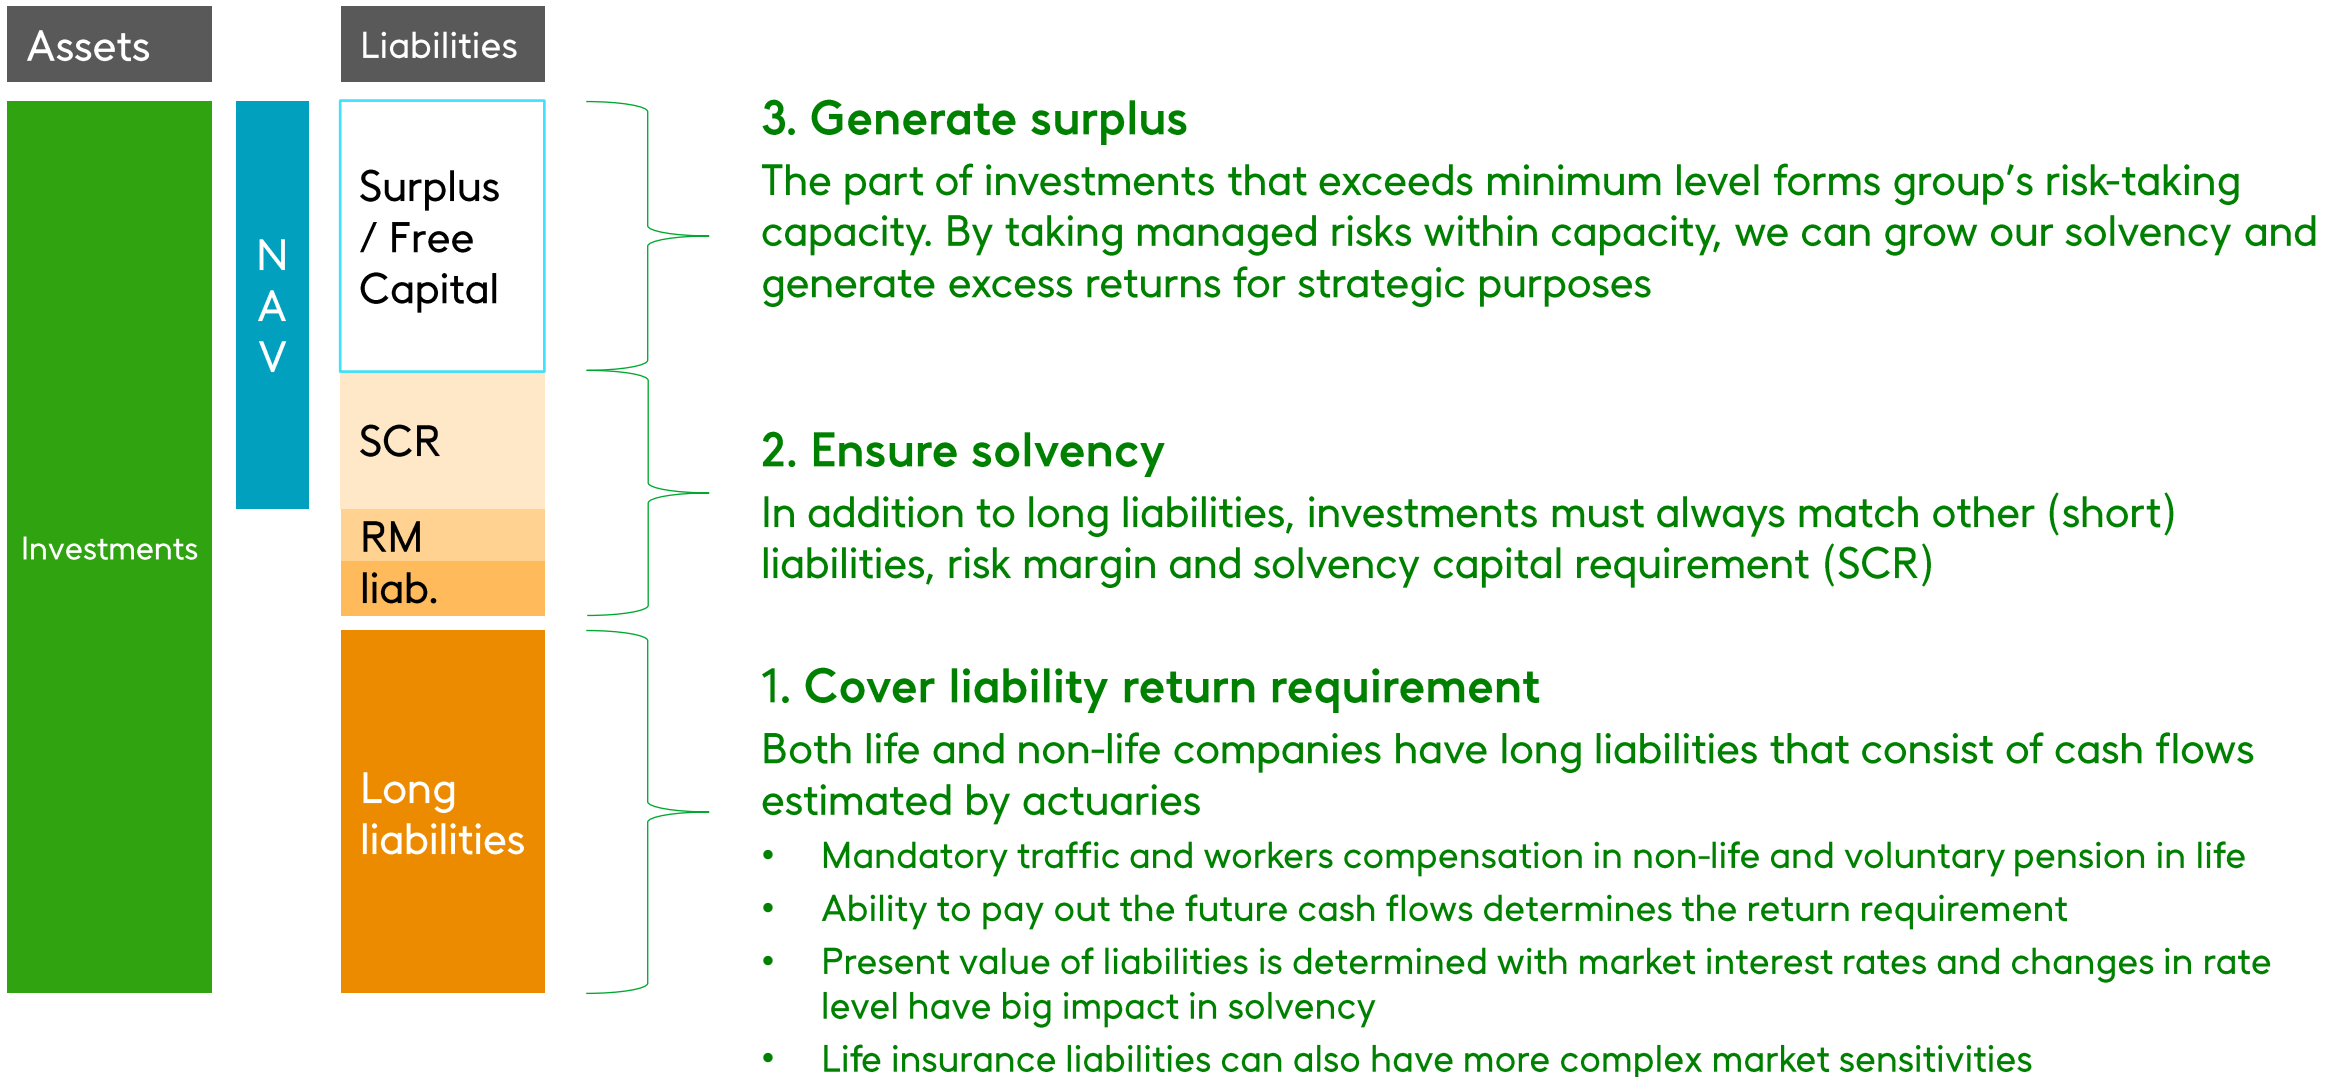 Assets
Liabilities
Investments
N
A
V
Surplus
/ Free
Capital
SCR
RM
liab.
Long
liabilities
3. Generate surplus
The part of investments that exceeds minimum level forms group’s risk-taking
capacity. By taking managed risks within capacity, we can grow our solvency and
generate excess returns for strategic purposes
2. Ensure solvency
In addition to long liabilities, investments must always match other (short)
liabilities, risk margin and solvency capital requirement (SCR)
1. Cover liability return requirement
Both life and non-life companies have long liabilities that consist of cash flows
estimated by actuaries
• Mandatory traffic and workers compensation in non-life and voluntary pension in life
• Ability to pay out the future cash flows determines the return requirement
• Present value of liabilities is determined with market interest rates and changes in rate
level have big impact in solvency
• Life insurance liabilities can also have more complex market sensitivities